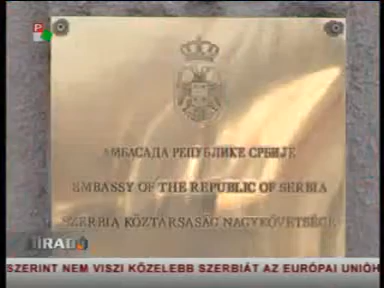 P
АМБАСАДА РЕПУБЛИКЕ СРБИЈЕ
EMBASSY OF THE REPUBLIC OF SERBIA
SZERBIA KÖZTÁRSASÁG NAGYKÖVETSÉGE
HÍRADÓ
SZERINT NEM VISZI KÖZELEBB SZERBIÁT AZ EURÓPAI UNIÓH